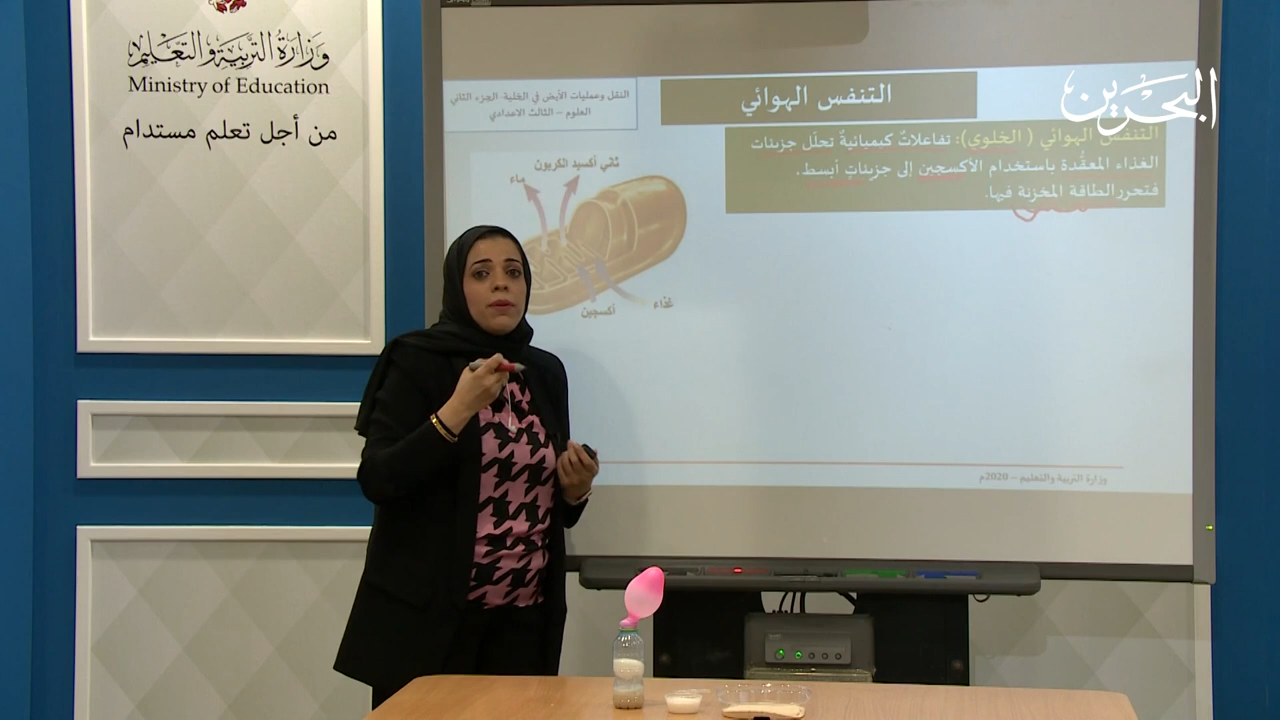 وزارة التربية والتعليم
Ministry of Education
من أجل تعلم مستدام
البحرين
التنفس الهوائي
النقل وعمليات الأيض في الخلية- الجزء الثاني
العلوم – الثالث الاعدادي
التنفس الهوائي ( الخلوي): تفاعلاتٌ كيميائيةٌ تحلّل جزيئات
الغذاء المعقّدة باستخدام الأكسجين إلى جزيئاتٍ أبسط.
فتحرر الطاقة المخزنة فيها.
ثاني أكسيد الكربون
ماء
غذاء
أكسجين
وزارة التربية والتعليم – 2020م